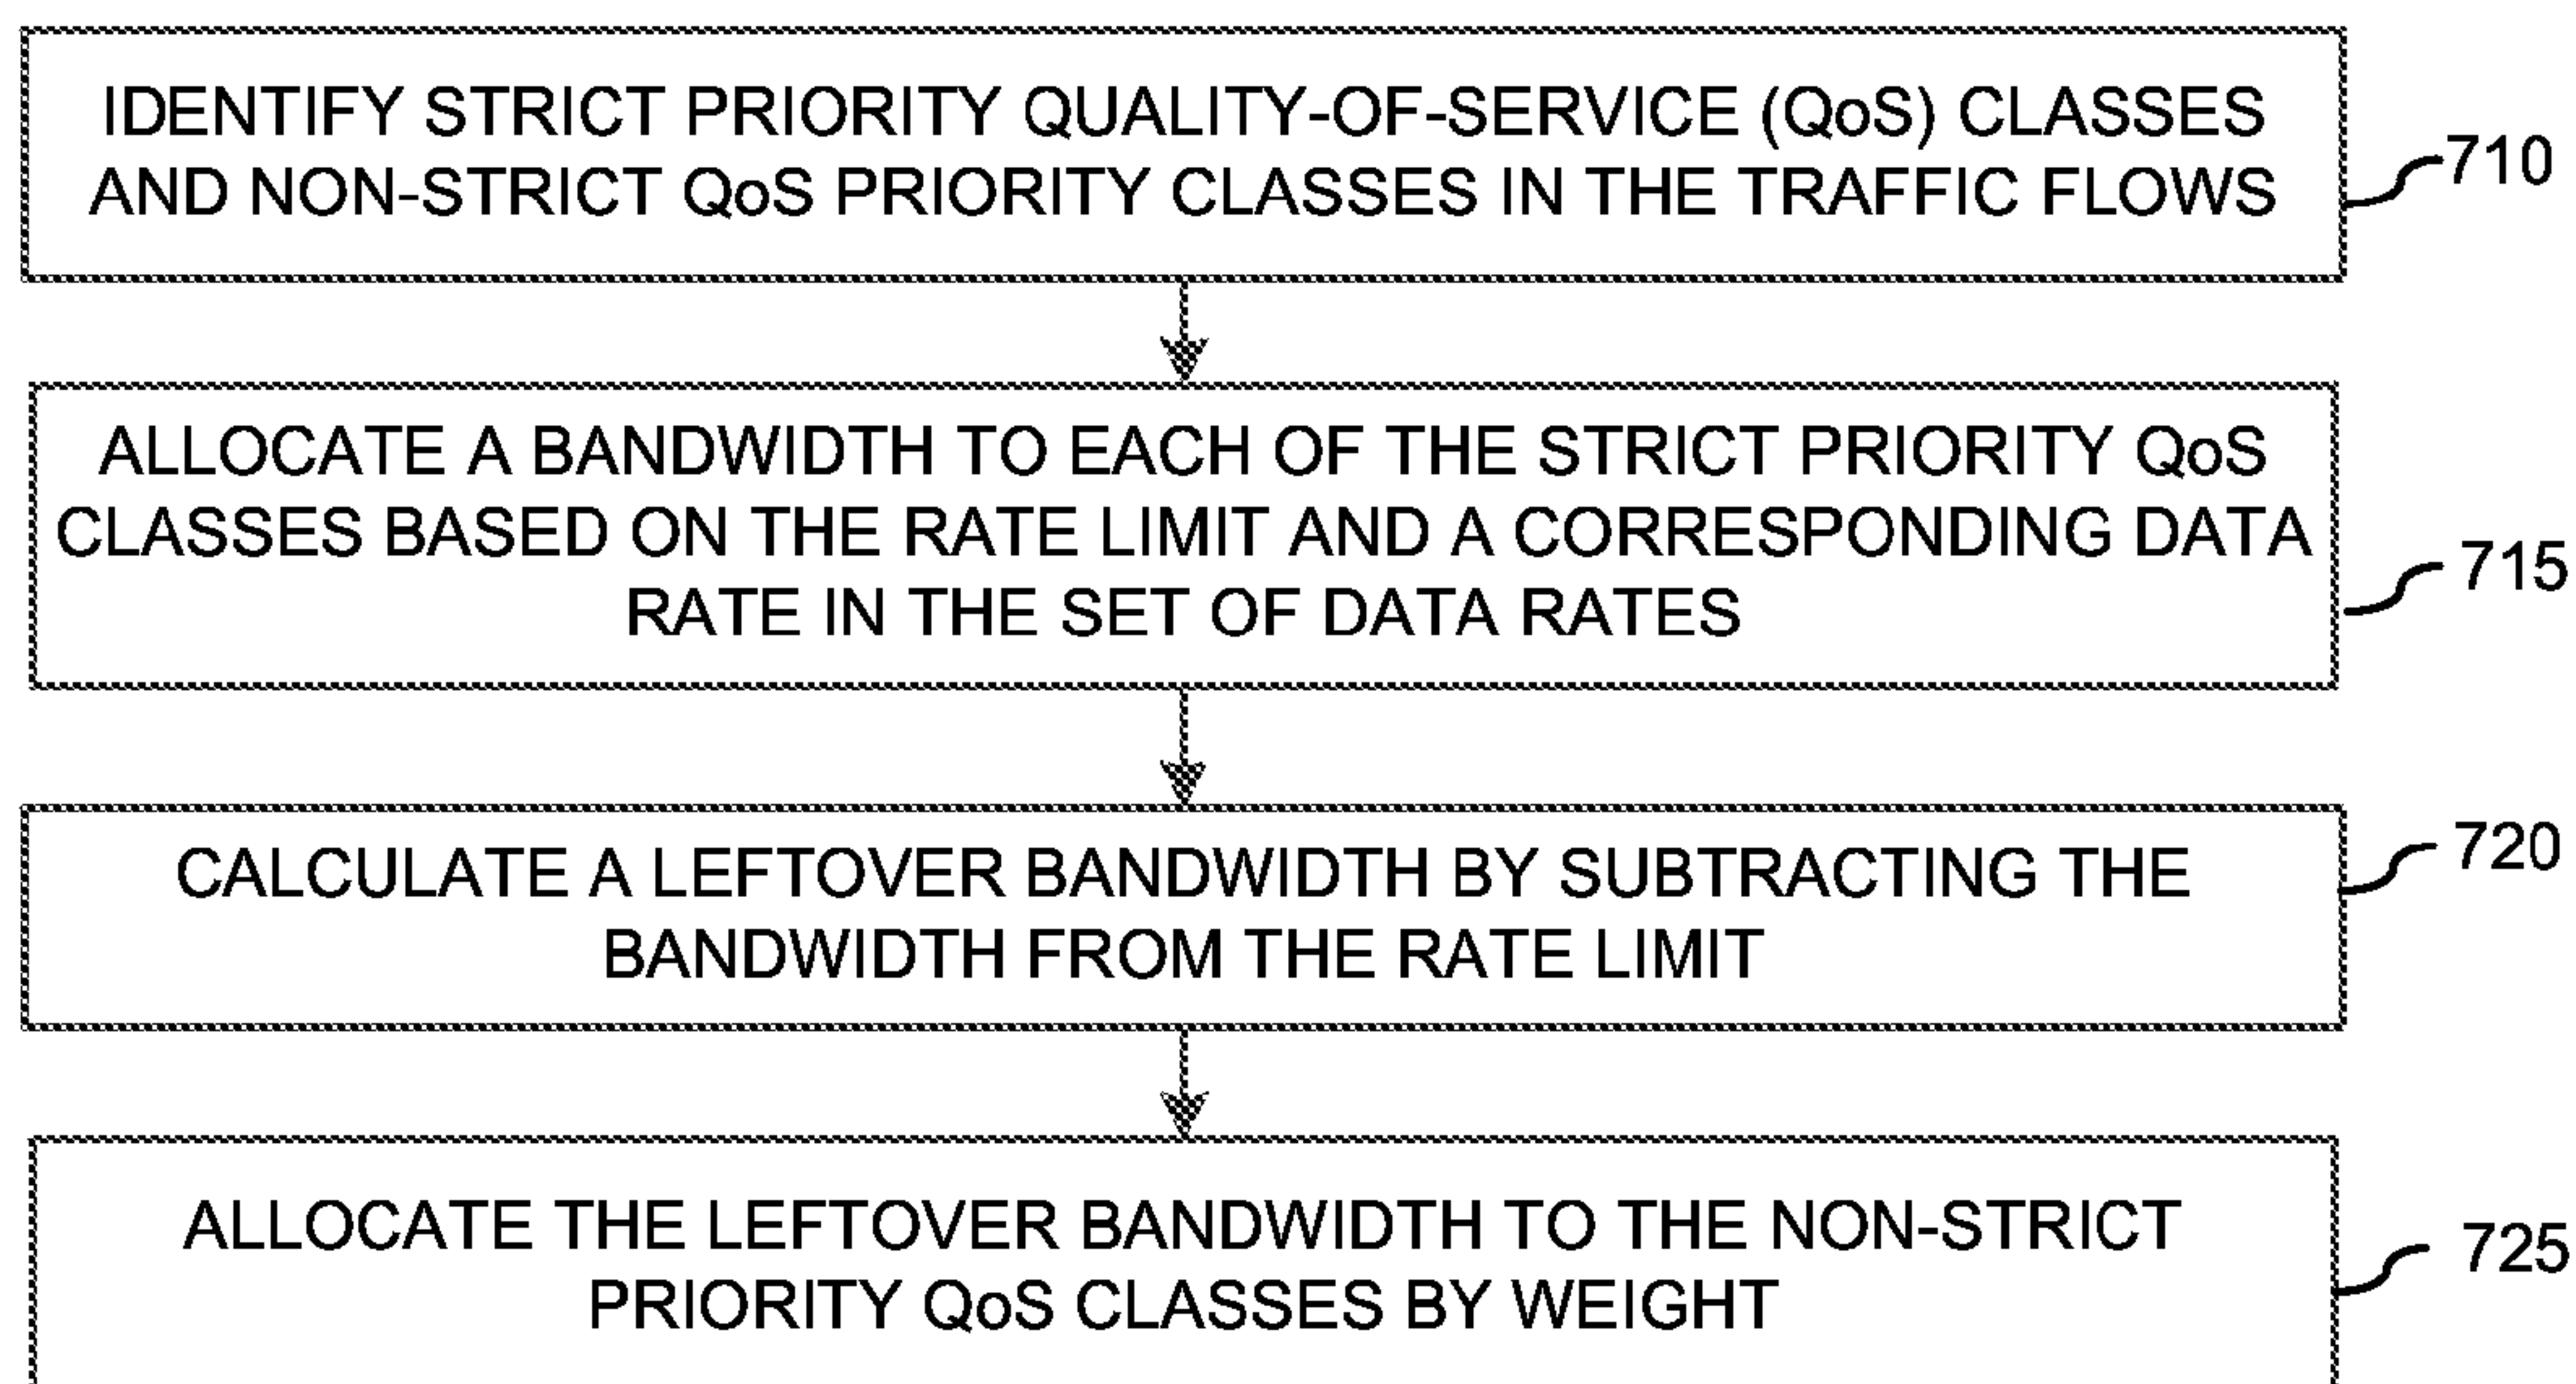 IDENTIFY STRICT PRIORITY QUALITY-OF-SERVICE (QoS) CLASSES
AND NON-STRICT QoS PRIORITY CLASSES IN THE TRAFFIC FLOWS
710
ALLOCATE A BANDWIDTH TO EACH OF THE STRICT PRIORITY QoS
CLASSES BASED ON THE RATE LIMIT AND A CORRESPONDING DATA
RATE IN THE SET OF DATA RATES
715
CALCULATE A LEFTOVER BANDWIDTH BY SUBTRACTING THE
BANDWIDTH FROM THE RATE LIMIT
720
ALLOCATE THE LEFTOVER BANDWIDTH TO THE NON-STRICT
PRIORITY QoS CLASSES BY WEIGHT
725